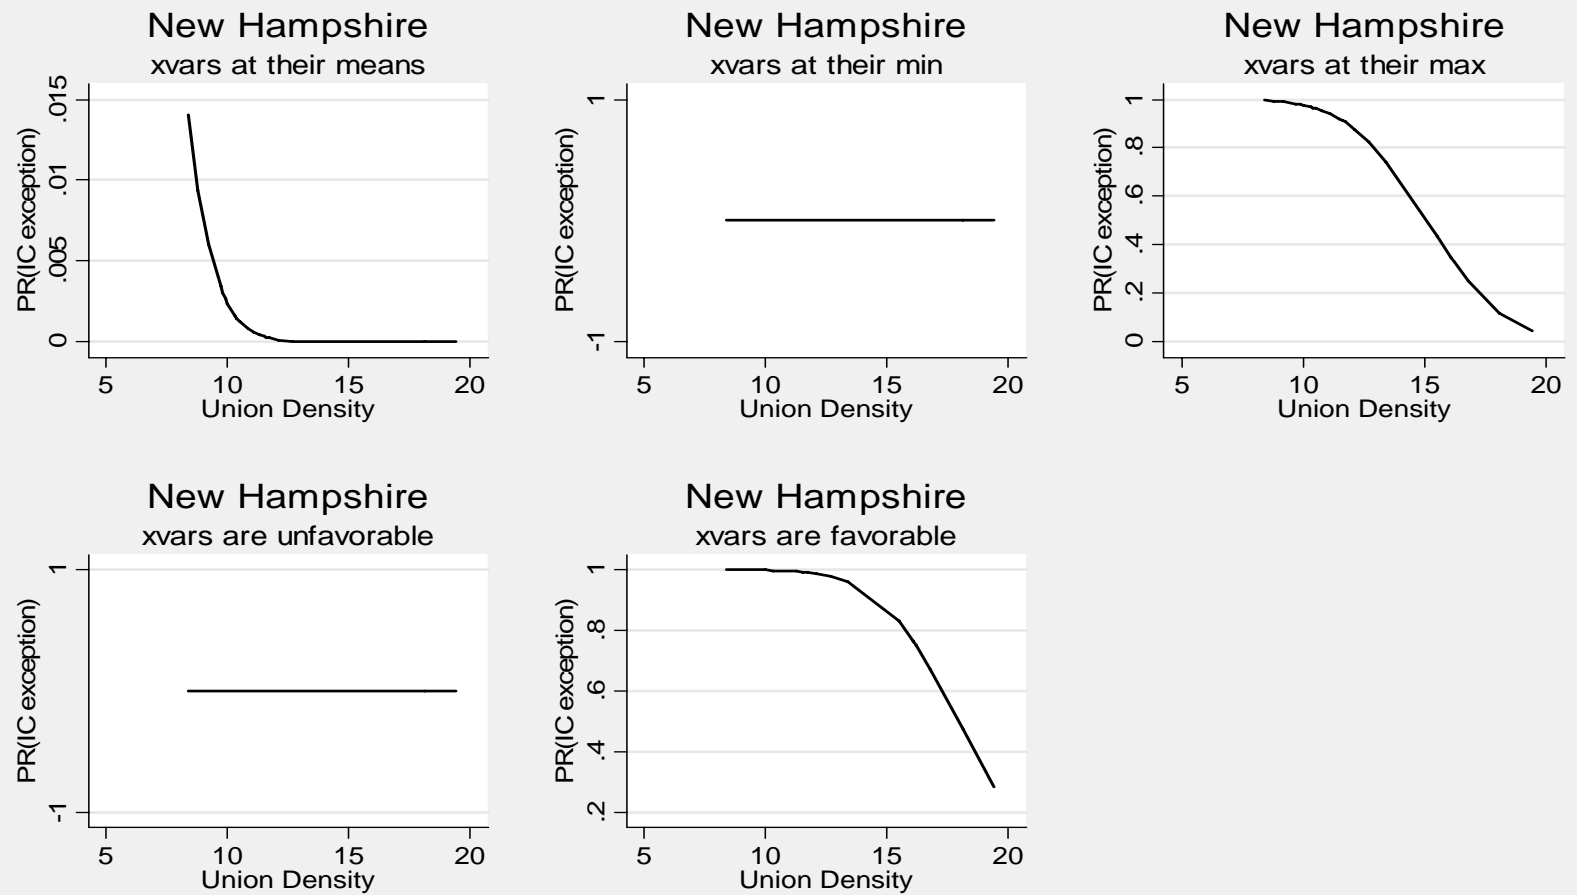 New Hampshire
xvars at their means
PR(IC exception)
0
.005
.01
.015
5
10
15
20
Union Density
New Hampshire
xvars at their min
PR(IC exception)
-1
1
5
10
15
20
Union Density
New Hampshire
xvars at their max
PR(IC exception)
0
.2
.4
.6
.8
1
5
10
15
20
Union Density
New Hampshire
xvars are unfavorable
PR(IC exception)
-1
1
5
10
15
20
Union Density
New Hampshire
xvars are favorable
PR(IC exception)
.2
.4
.6
.8
1
5
10
15
20
Union Density